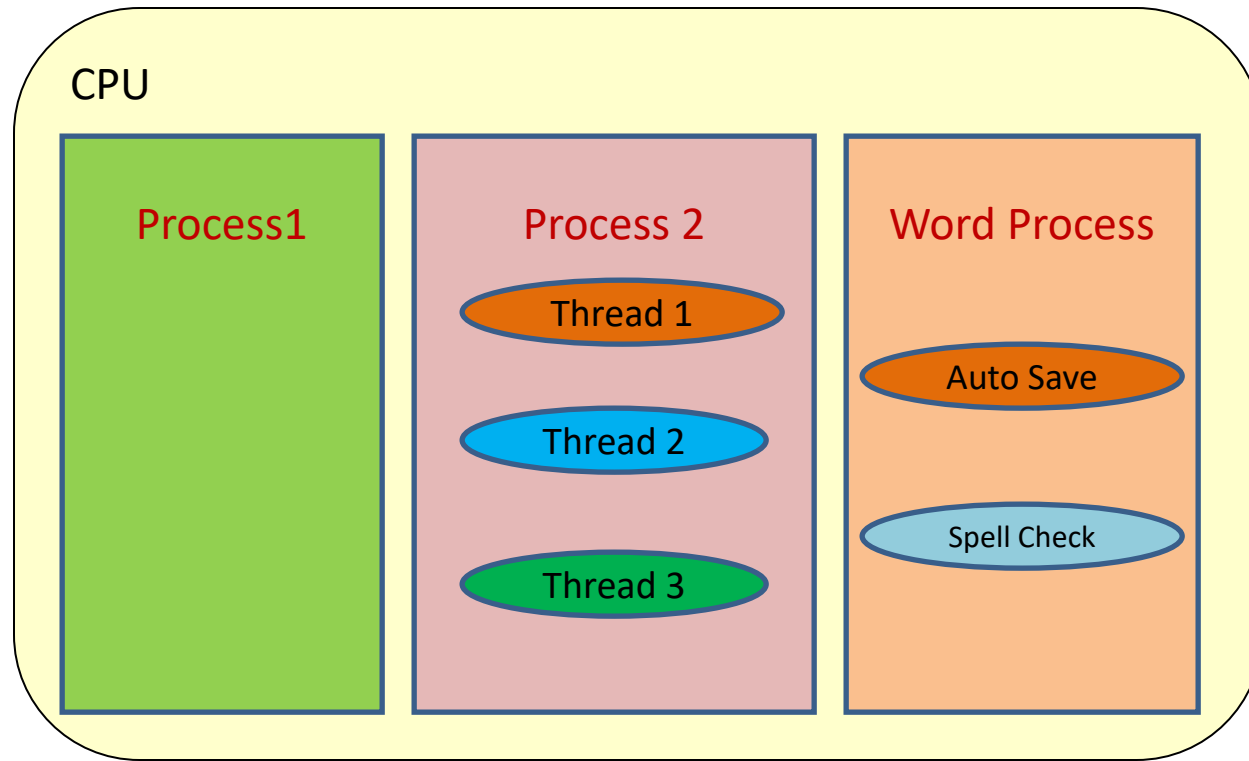 CPU
Process1
Process 2
Thread 1
Thread 2
Thread 3
Word Process
Auto Save
Spell Check